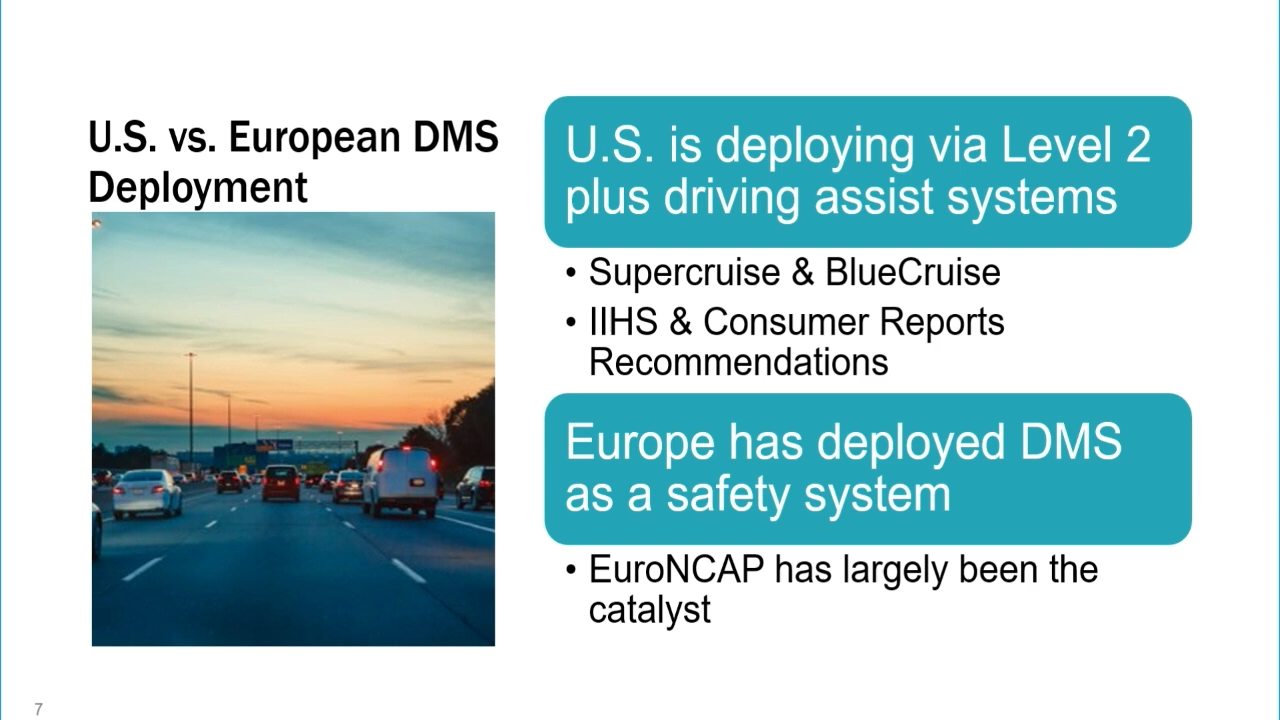 U.S. vs. European DMS
Deployment
U.S. is deploying via Level 2
plus driving assist systems
• Supercruise & BlueCruise
• IIHS & Consumer Reports
Recommendations
Europe has deployed DMS
as a safety system
• EuroNCAP has largely been the
catalyst
7